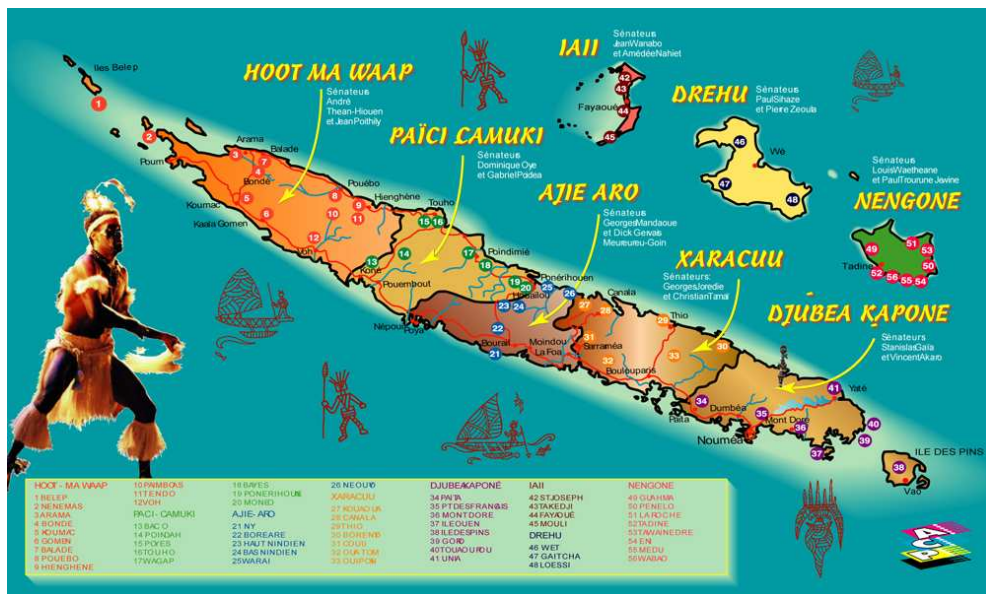 Iles Belep
HOOT MA WAAP
Sénateurs
André
Thean-Hiouen
et Jean Poithily
PAÏCI CAMUKI
Sénateurs
Dominique Oye
et Gabriel Poidea
IAII
Sénateurs
Jean Wanabo
et Amédée Nahiet
Fayaoué
DREHU
Sénateurs
Paul Sihaze
et Pierre Zeoula
Wé
AJIE ARO
Sénateurs
Georges Mandaoue
et Dick Gervais
Meureureu-Goin
Sénateurs
Louis Waetheane
et Paul Trourune Jewine
NENGONE
Tadine
XARACUU
Sénateurs:
Georges Joredie
et Christian Tamaï
DJUBEA KAPONE
Sénateurs
Stanislas Gaïa
et Vincent Akaro
Poum
Arama
Balade
Bondé
Pouébo
Koumac
Kaala Gomen
Hienghène
Touho
Voh
Koné
Pouembout
Poindimié
Ponérihouen
Houaïlou
Népoui
Poya
Bourail
Moindou
La Foa
Canala
Sarraméa
Thio
Boulouparis
Païta
Dumbéa
Nouméa
Mont Dore
Yaté
ILE DES PINS
Vao
HOOT - MA WAAP
1 BELEP
2 NENEMAS
3 ARAMA
4 BONDE
5 KOUMAC
6 GOMEN
7 BALADE
8 POUEBO
9 HIENGHENE
10 PAIMBOAS
11 TENDO
12 VOH
PACI - CAMUKI
13 BACO
14 POINDAH
15 POYES
16 TOUHO
17 WAGAP
18 BAYES
19 PONERIHOUEN
20 MONEO
AJIE- ARO
21 NY
22 BOREARE
23 HAUT NINDIEN
24 BAS NINDIEN
25 WARAI
26 NEOUYO
XARACUU
27 KOUAOUA
28 CANALA
29 THIO
30 BORENDI
31 COUU
32 OUATOM
33 OUIPOIN
DJUBEA KAPONÉ
34 PAITA
35 PT DES FRANÇAIS
36 MONT DORE
37 ILE OUEN
38 ILE DES PINS
39 GORO
40 TOUAOUROU
41 UNIA
IAII
42 ST JOSEPH
43 TAKEDJI
44 FAYAOUÉ
45 MOULI
DREHU
46 WET
47 GAITCHA
48 LOESSI
NENGONE
49 GUAHMA
50 PENELO
51 LA ROCHE
52 TADINE
53 TAWAINEDRE
54 ENI
55 MEDU
56 WABAO